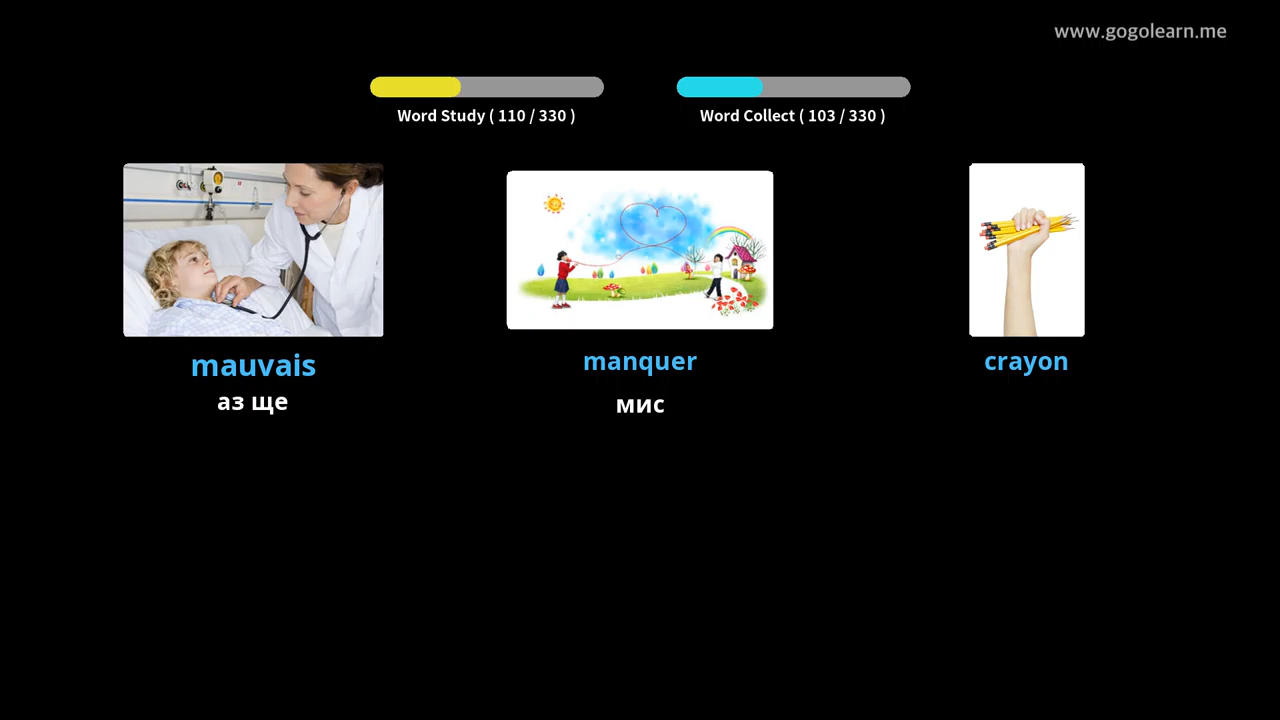 www.gogolearn.me
Word Study ( 110 / 330 )
Word Collect ( 103 / 330 )
mauvais
аз ще
manquer
мис
crayon